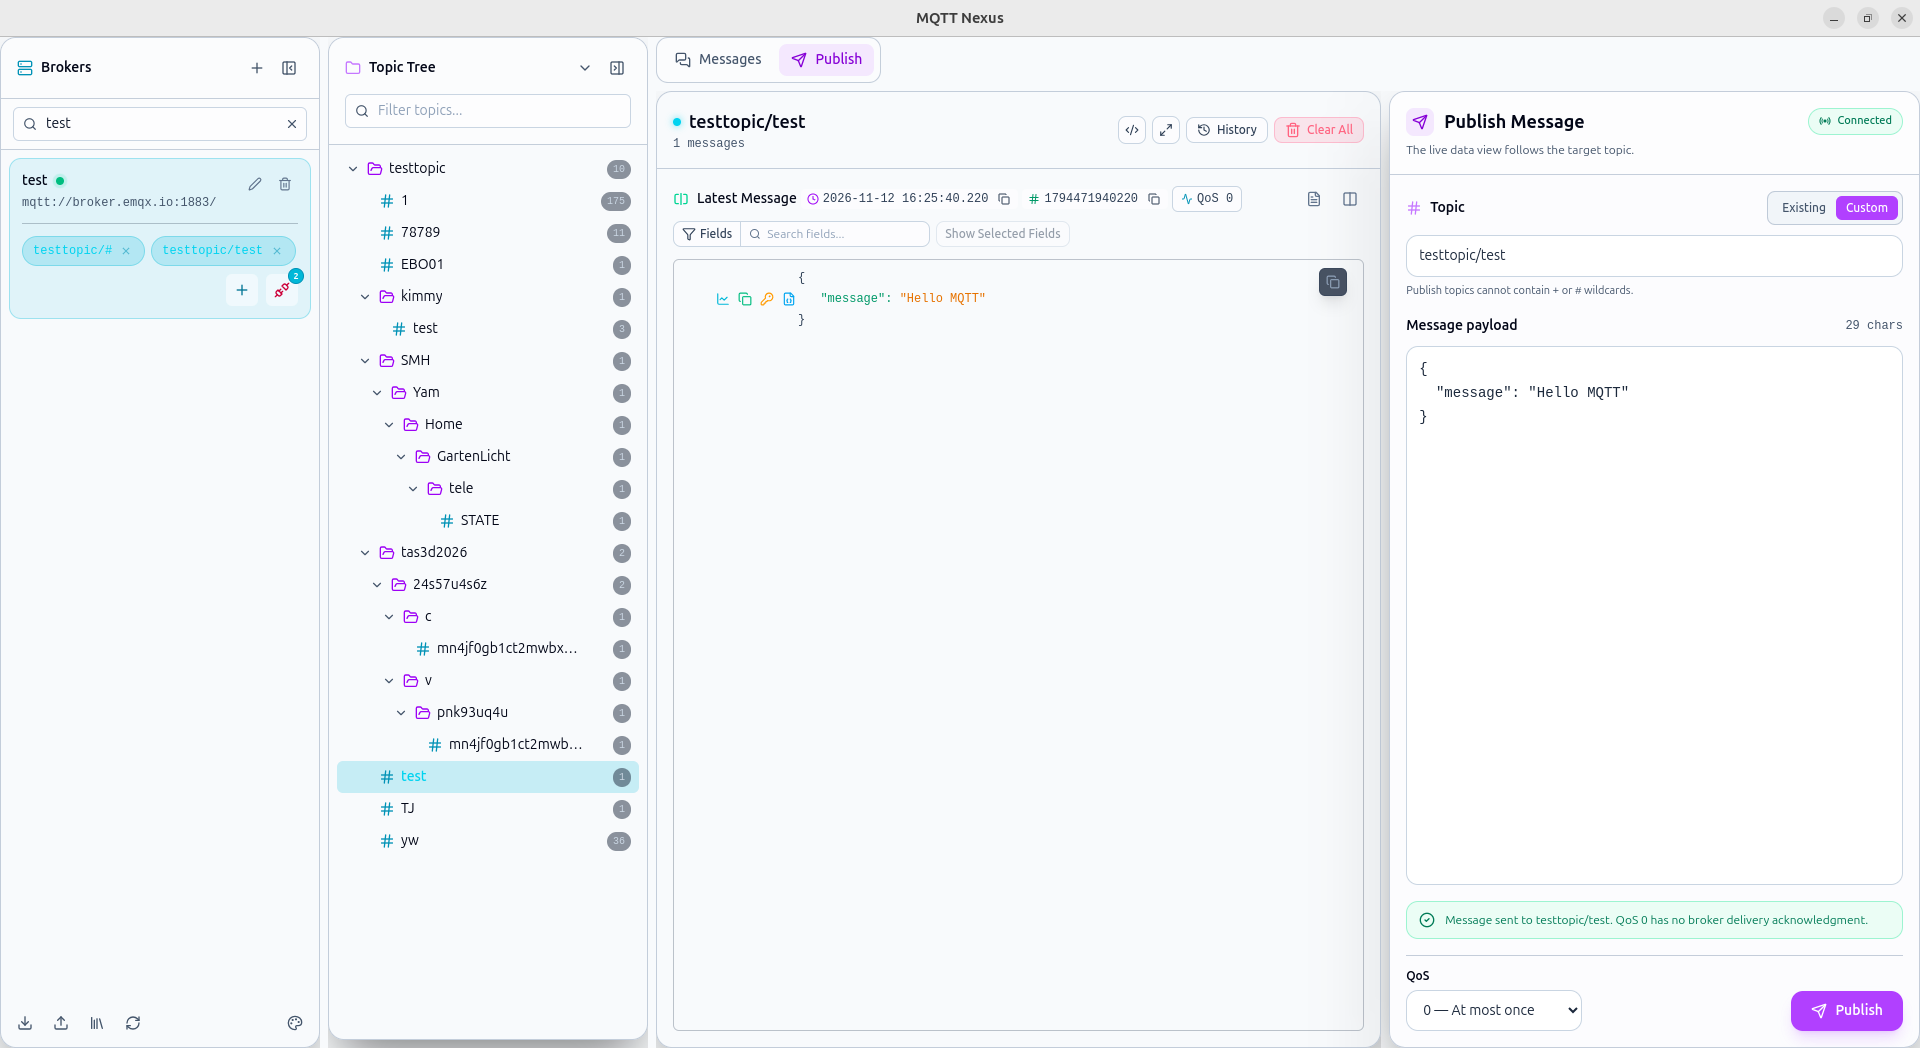 MQTT Nexus
Brokers
test
test
mqtt://broker.emqx.io:1883/
testtopic/# ×
testtopic/test ×
2
Topic Tree
Filter topics...
testtopic 10
# 1 175
# 78789 11
# EBO01 1
kimmy 1
# test 3
SMH 1
Yam 1
Home 1
GartenLicht 1
tele 1
# STATE 1
tas3d2026 2
24s57u4s6z 2
c 1
# mn4jf0gb1ct2mwbx... 1
v 1
pnk93uq4u 1
# mn4jf0gb1ct2mwb... 1
# test 1
# TJ 1
# yw 36
Messages
Publish
testtopic/test
1 messages
</> History Clear All
Latest Message 2026-11-12 16:25:40.220 # 1794471940220 QoS 0
Fields Search fields... Show Selected Fields
{
"message": "Hello MQTT"
}
Publish Message
Connected
The live data view follows the target topic.
# Topic
Existing Custom
testtopic/test
Publish topics cannot contain + or # wildcards.
Message payload 29 chars
{
"message": "Hello MQTT"
}
Message sent to testtopic/test. QoS 0 has no broker delivery acknowledgment.
QoS
0 — At most once
Publish